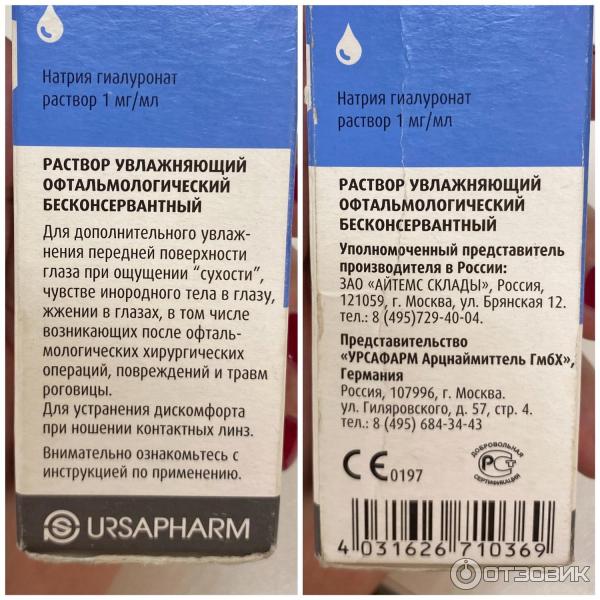 Натрия гиалуронат
раствор 1 мг/мл
РАСТВОР УВЛАЖНЯЮЩИЙ
ОФТАЛЬМОЛОГИЧЕСКИЙ
БЕСКОНСЕРВАНТНЫЙ
Для дополнительного увлаж-
нения передней поверхности
глаза при ощущении “сухости”,
чувстве инородного тела в глазу,
жжении в глазах, в том числе
возникающих после офталь-
мологических хирургических
операций, повреждений и травм
роговицы.
Для устранения дискомфорта
при ношении контактных линз.
Внимательно ознакомьтесь с
инструкцией по применению.
URSAPHARM
Натрия гиалуронат
раствор 1 мг/мл
РАСТВОР УВЛАЖНЯЮЩИЙ
ОФТАЛЬМОЛОГИЧЕСКИЙ
БЕСКОНСЕРВАНТНЫЙ
Уполномоченный представитель
производителя в России:
ЗАО «АЙТЕМС СКЛАДЫ», Россия,
121059, г. Москва, ул. Брянская 12.
тел.: 8 (495)729-40-04.
Представительство
«УРСАФАРМ Арцнаймиттель ГмбХ»,
Германия
Россия, 107996, г. Москва.
ул. Гиляровского, д. 57, стр. 4.
тел.: 8 (495) 684-34-43
CE 0197
ДОБРОВОЛЬНАЯ
РСТ
СЕРТИФИКАЦИЯ
4 031626 710369
ОТЗОВИК